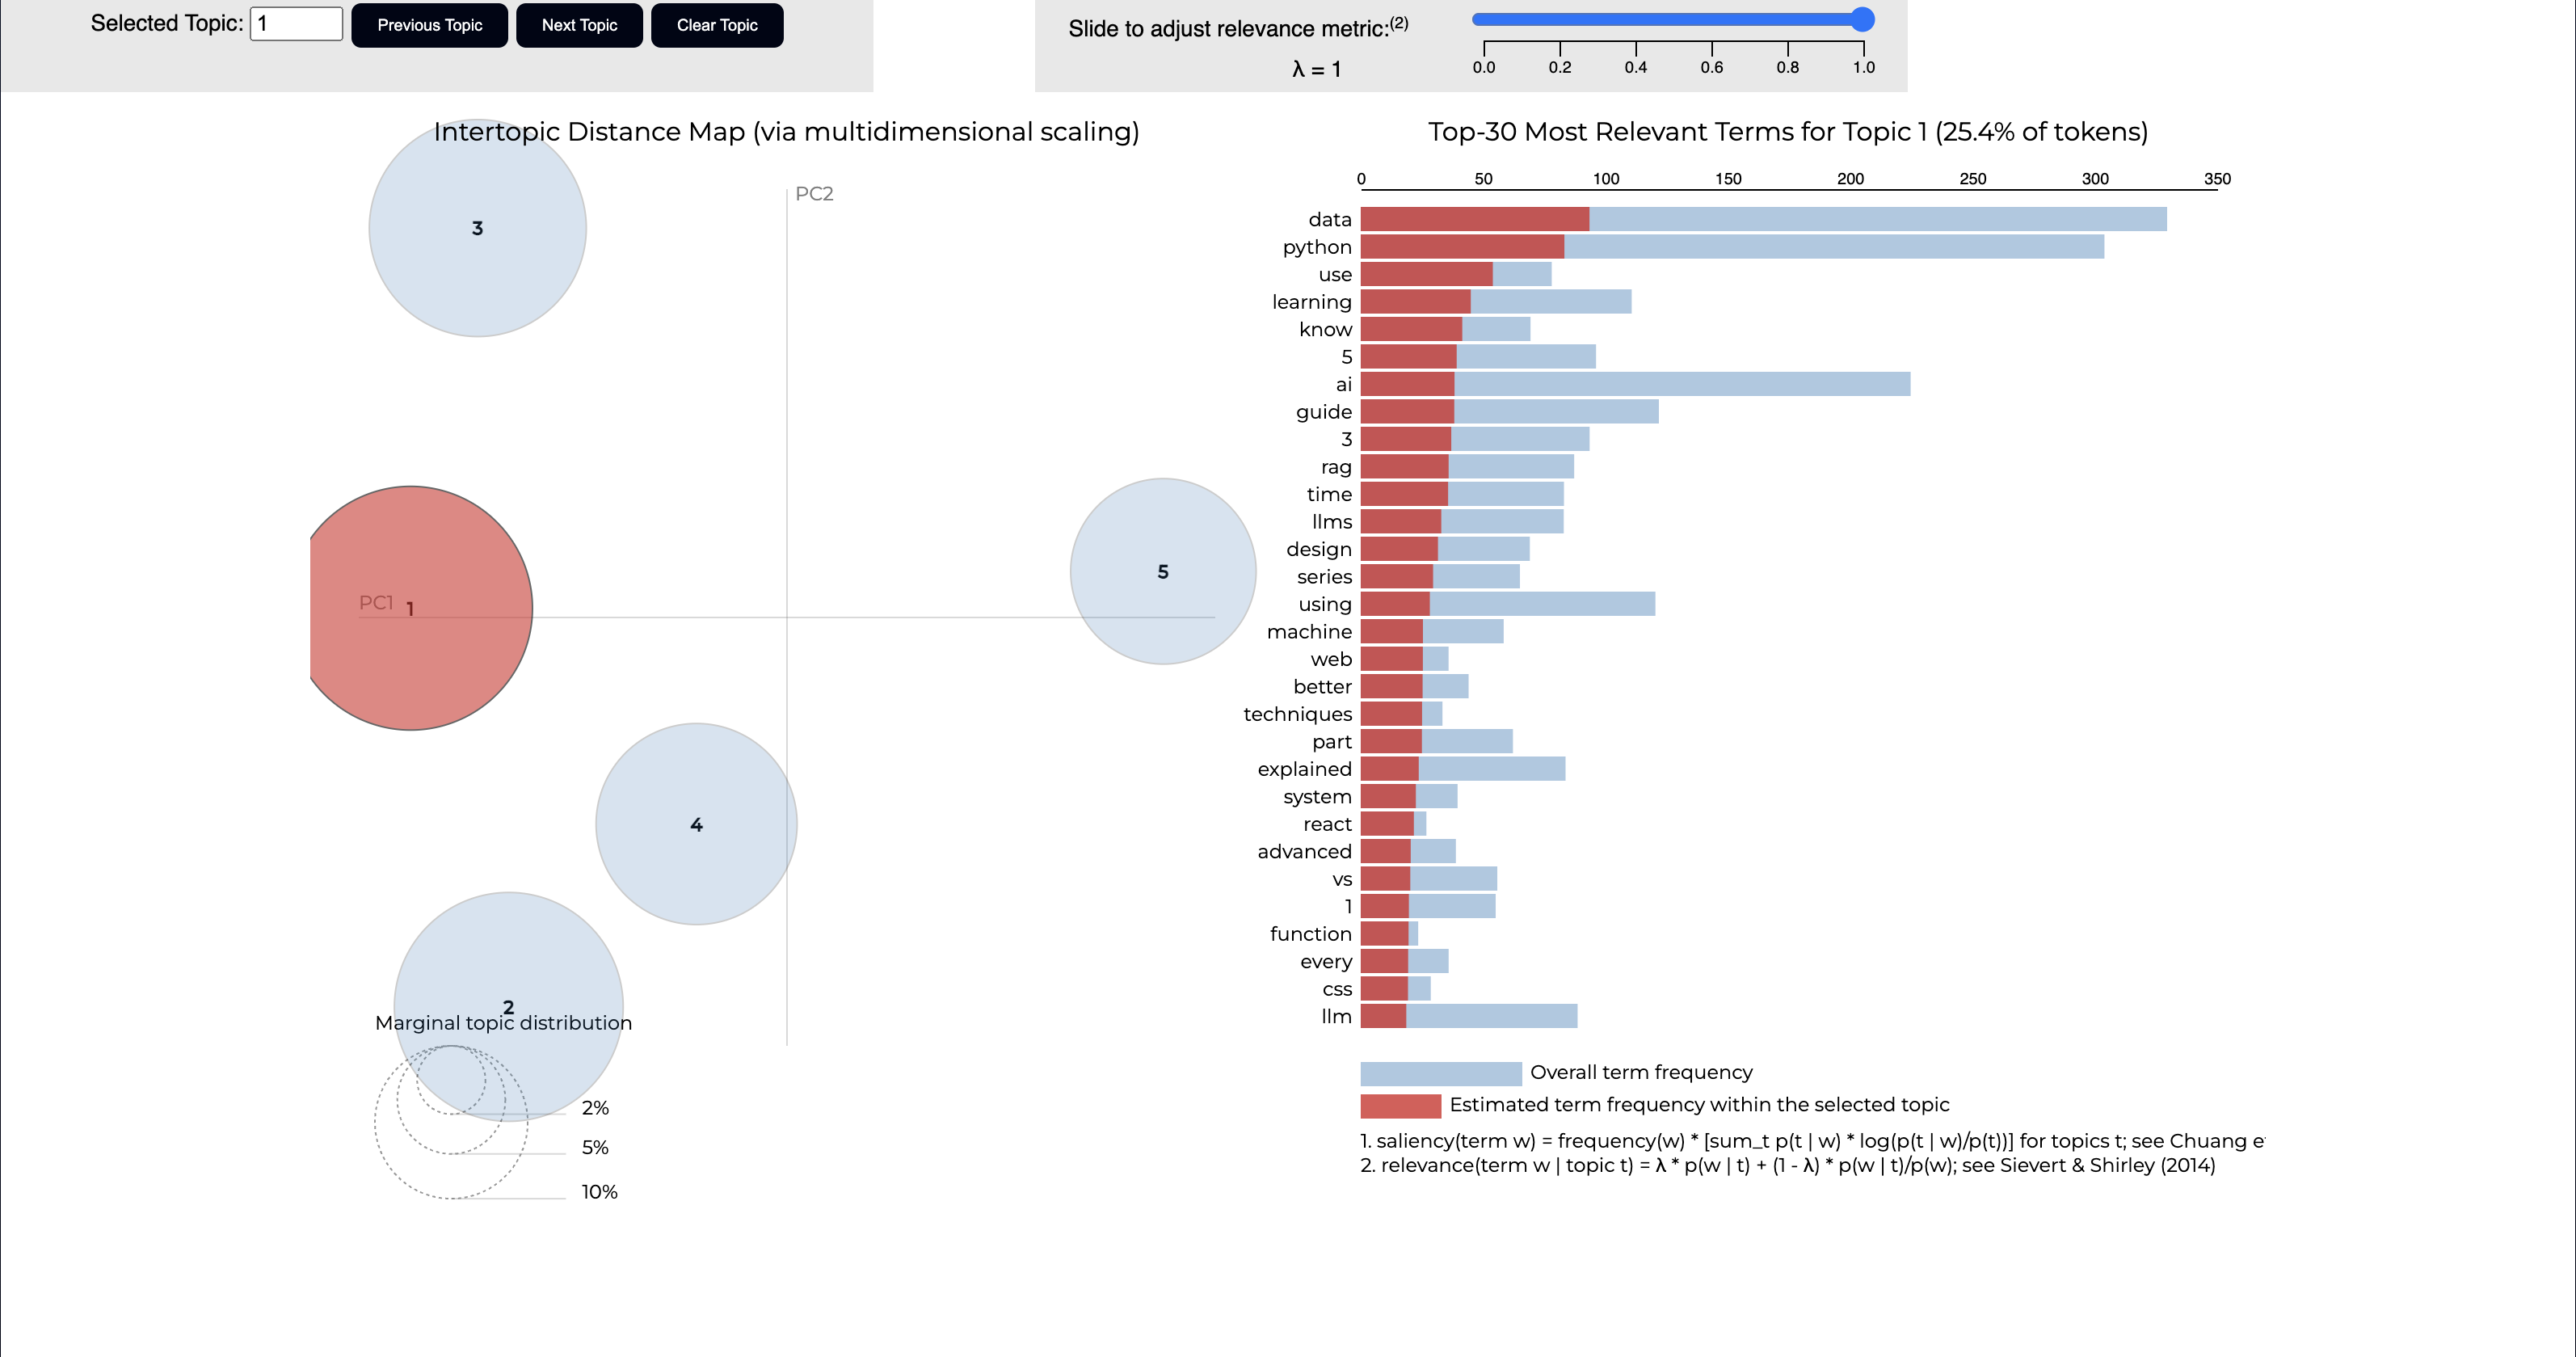 Selected Topic: 1 Previous Topic Next Topic Clear Topic
Slide to adjust relevance metric:(2)
λ = 1
0.0 0.2 0.4 0.6 0.8 1.0
Intertopic Distance Map (via multidimensional scaling)
PC2
3
PC1 1
5
4
2
Marginal topic distribution
2%
5%
10%
Top-30 Most Relevant Terms for Topic 1 (25.4% of tokens)
0 50 100 150 200 250 300 350
data
python
use
learning
know
5
ai
guide
3
rag
time
llms
design
series
using
machine
web
better
techniques
part
explained
system
react
advanced
vs
1
function
every
css
llm
Overall term frequency
Estimated term frequency within the selected topic
1. saliency(term w) = frequency(w) * [sum_t p(t | w) * log(p(t | w)/p(t))] for topics t; see Chuang
2. relevance(term w | topic t) = λ * p(w | t) + (1 - λ) * p(w | t)/p(w); see Sievert & Shirley (2014)